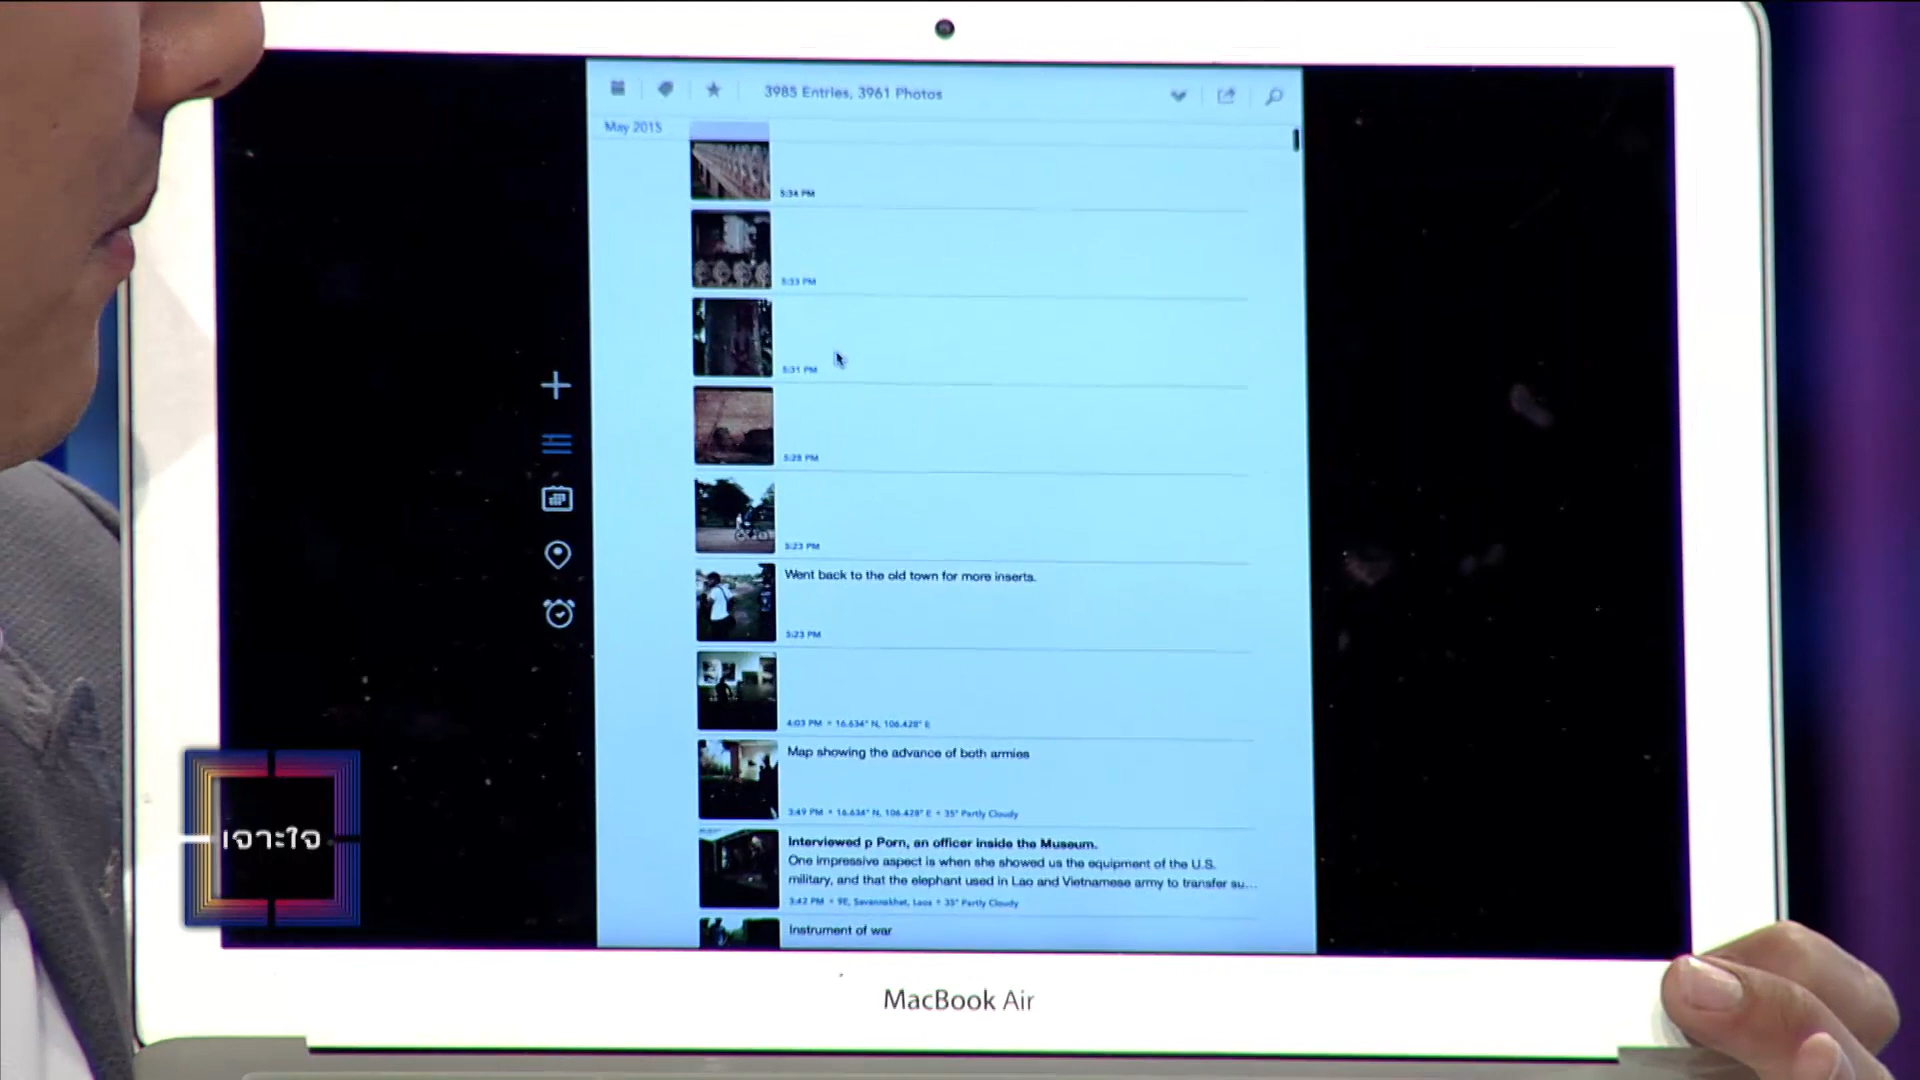 3985 Entries, 3961 Photos
May 2015
5:34 PM
5:33 PM
5:31 PM
5:28 PM
5:23 PM
Went back to the old town for more inserts.
5:23 PM
4:03 PM • 16.634° N, 106.428° E
Map showing the advance of both armies
3:49 PM • 16.634° N, 106.428° E • 35° Partly Cloudy
Interviewed p Porn, an officer inside the Museum.
One impressive aspect is when she showed us the equipment of the U.S.
military, and that the elephant used in Lao and Vietnamese army to transfer su...
3:42 PM • 9E, Savannakhet, Laos • 35° Partly Cloudy
Instrument of war
เจาะใจ
MacBook Air